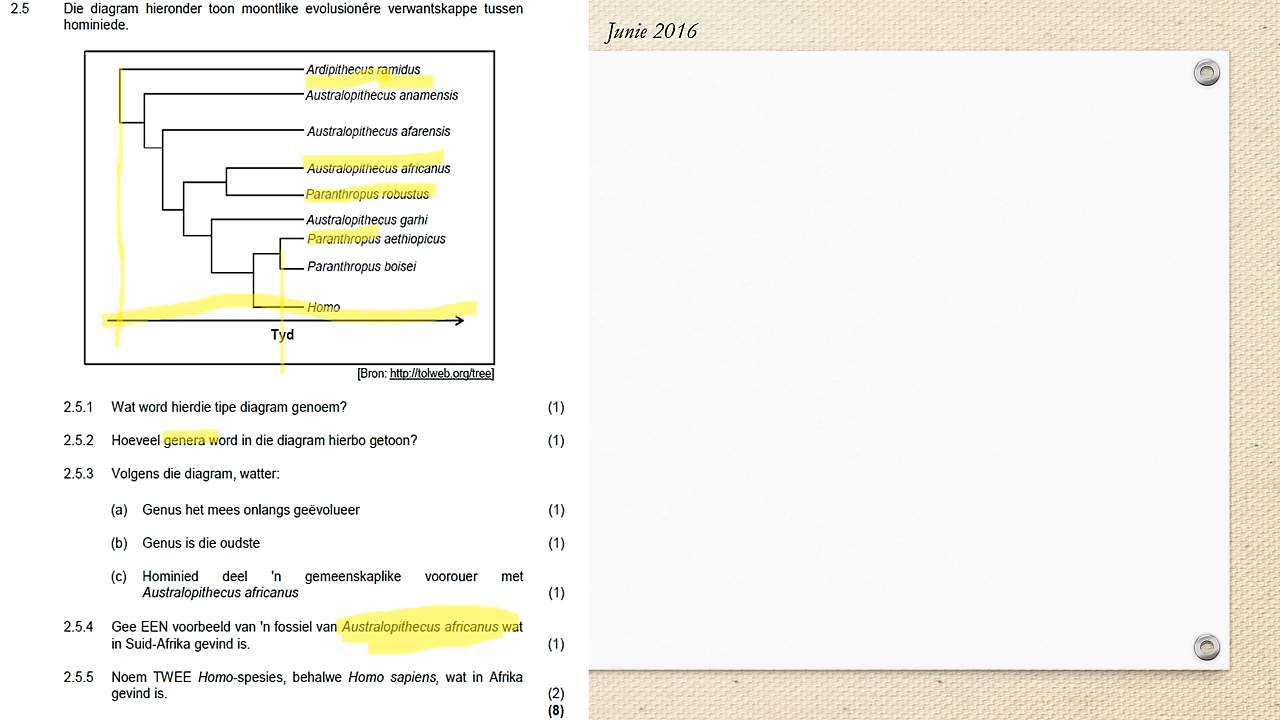 2.5 Die diagram hieronder toon moontlike evolusionêre verwantskappe tussen
hominiede.
Ardipithecus ramidus
Australopithecus anamensis
Australopithecus afarensis
Australopithecus africanus
Paranthropus robustus
Australopithecus garhi
Paranthropus aethiopicus
Paranthropus boisei
Homo
Tyd
[Bron: http://tolweb.org/tree]
2.5.1 Wat word hierdie tipe diagram genoem? (1)
2.5.2 Hoeveel genera word in die diagram hierbo getoon? (1)
2.5.3 Volgens die diagram, watter:
(a) Genus het mees onlangs geëvolueer (1)
(b) Genus is die oudste (1)
(c) Hominied deel 'n gemeenskaplike voorouer met
Australopithecus africanus (1)
2.5.4 Gee EEN voorbeeld van 'n fossiel van Australopithecus africanus wat
in Suid-Afrika gevind is. (1)
2.5.5 Noem TWEE Homo-spesies, behalwe Homo sapiens, wat in Afrika
gevind is. (2)
(8)
Junie 2016